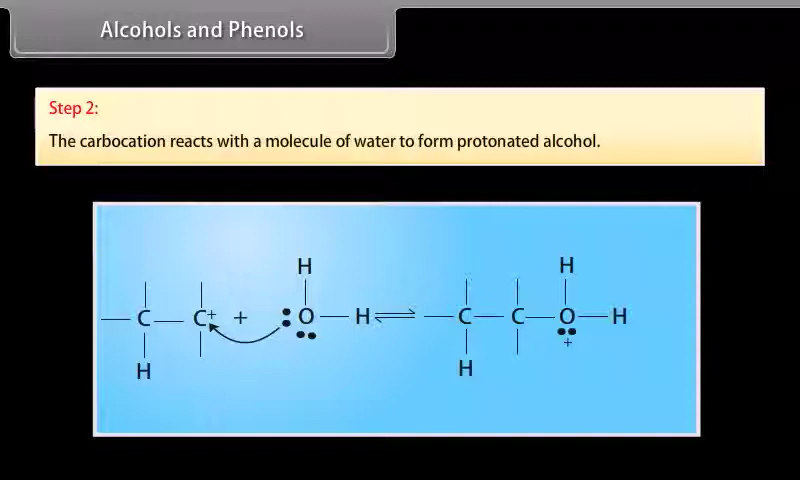 Alcohols and Phenols
Step 2:
The carbocation reacts with a molecule of water to form protonated alcohol.
H H
— C — C+ + :O — H ⇌ — C — C — O — H
+
H H